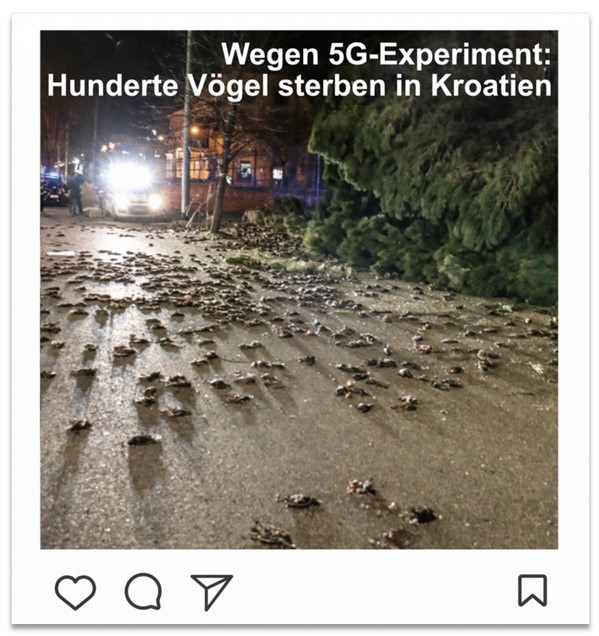 Wegen 5G-Experiment:
Hunderte Vögel sterben in Kroatien